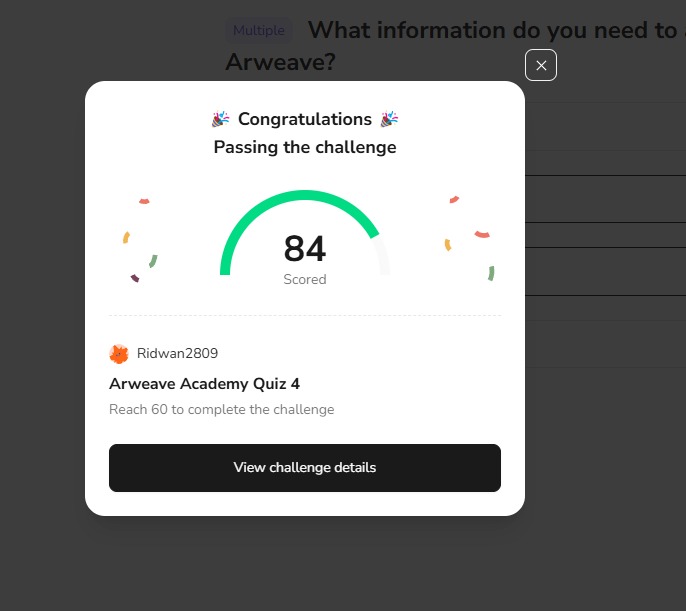 Multiple What information do you need to
Arweave?
🎉 Congratulations 🎉
Passing the challenge
84
Scored
Ridwan2809
Arweave Academy Quiz 4
Reach 60 to complete the challenge
View challenge details